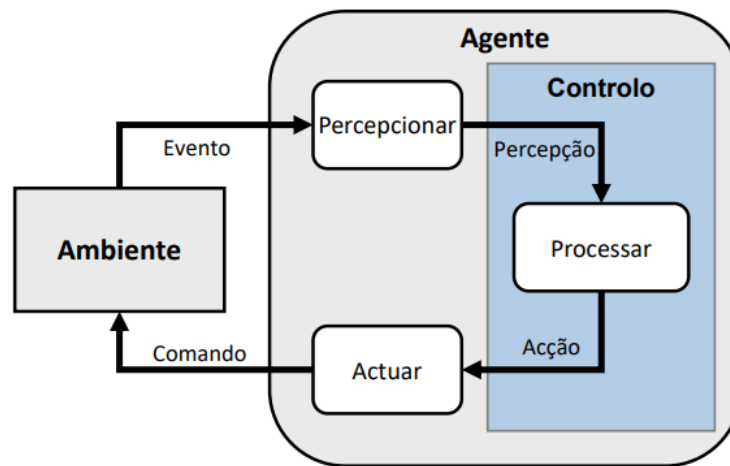 Agente
Controlo
Percepcionar
Evento
Percepção
Ambiente
Processar
Comando
Actuar
Acção